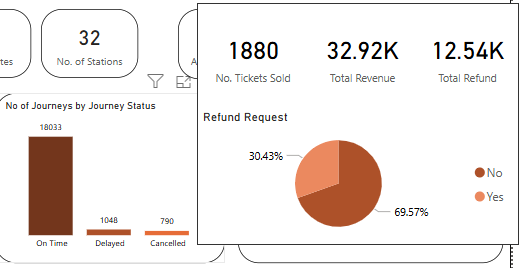 32
tes
No. of Stations
A
No of Journeys by Journey Status
18033
1048
790
On Time
Delayed
Cancelled
1880
32.92K
12.54K
No. Tickets Sold
Total Revenue
Total Refund
Refund Request
30.43%
69.57%
No
Yes